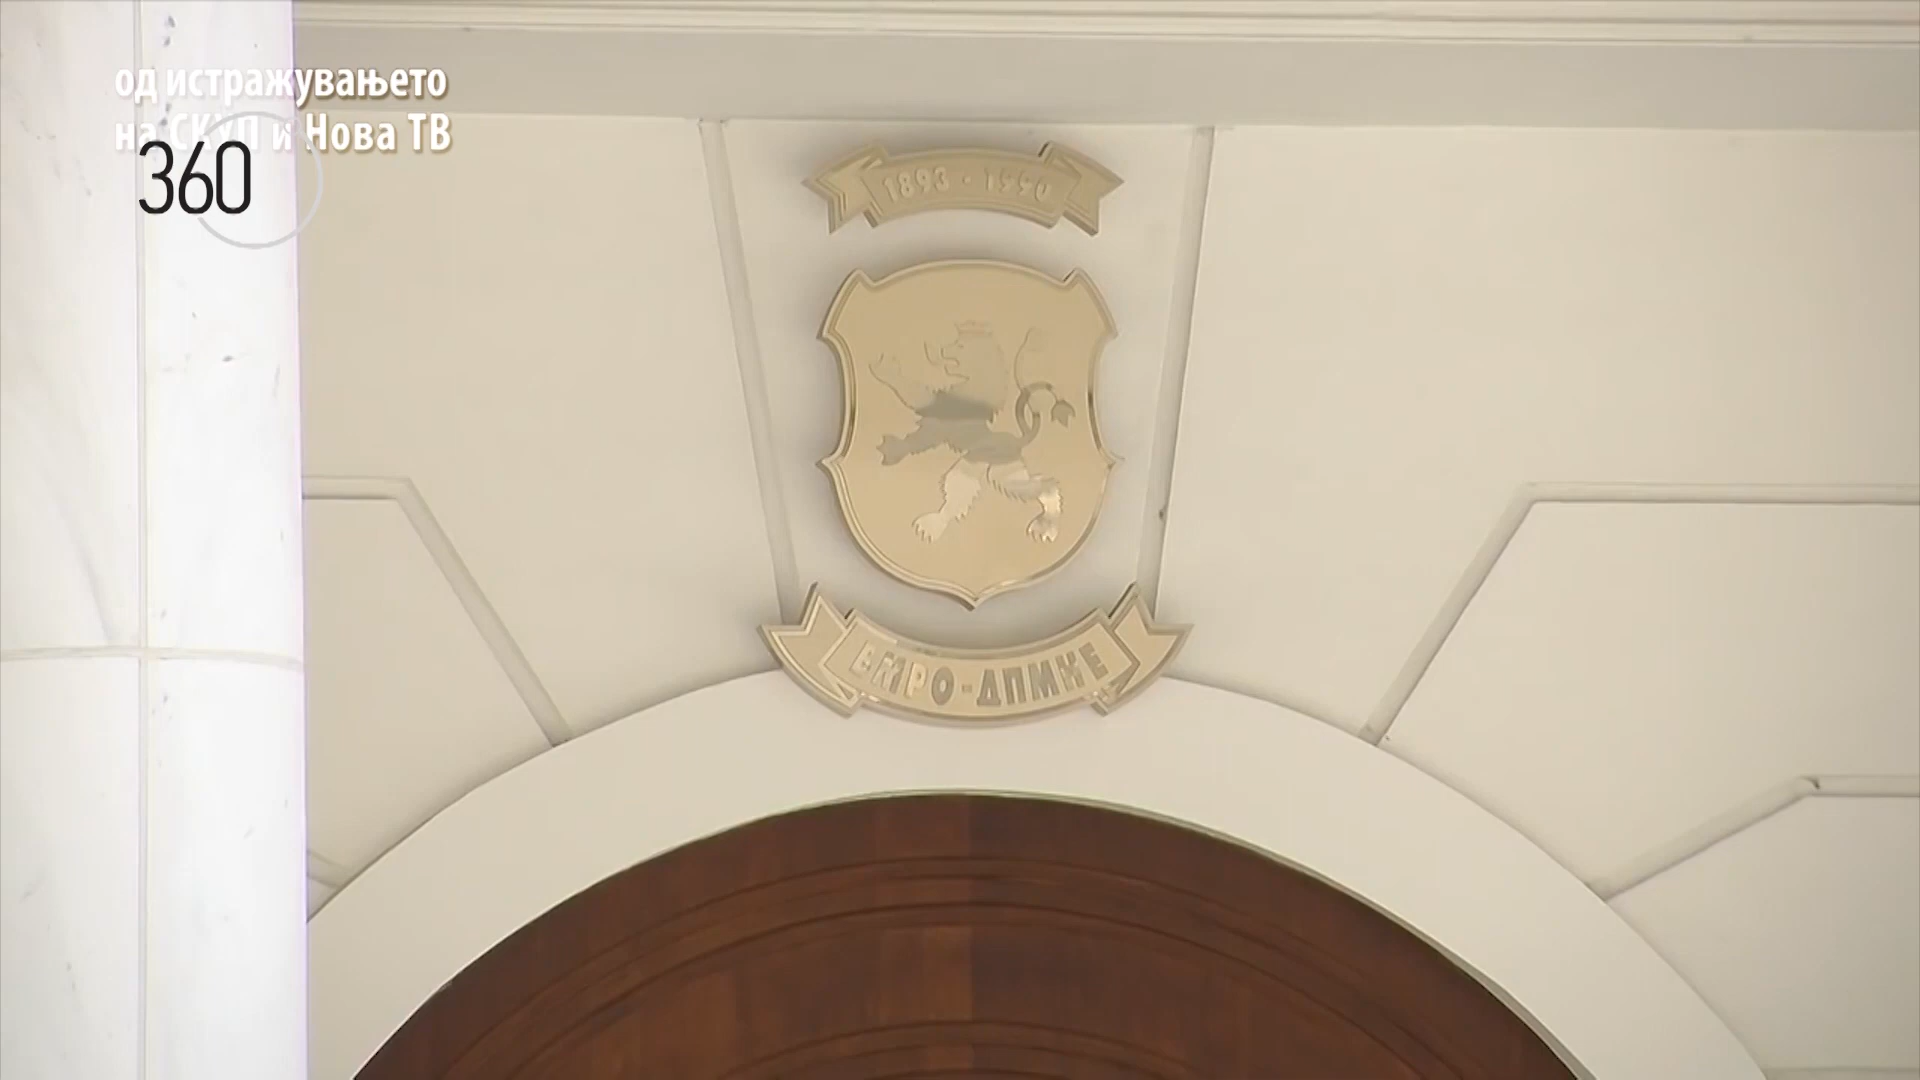 од истражувањето
на СКУП и Нова ТВ
360
1893 - 1990
ВМРО-ДПМНЕ